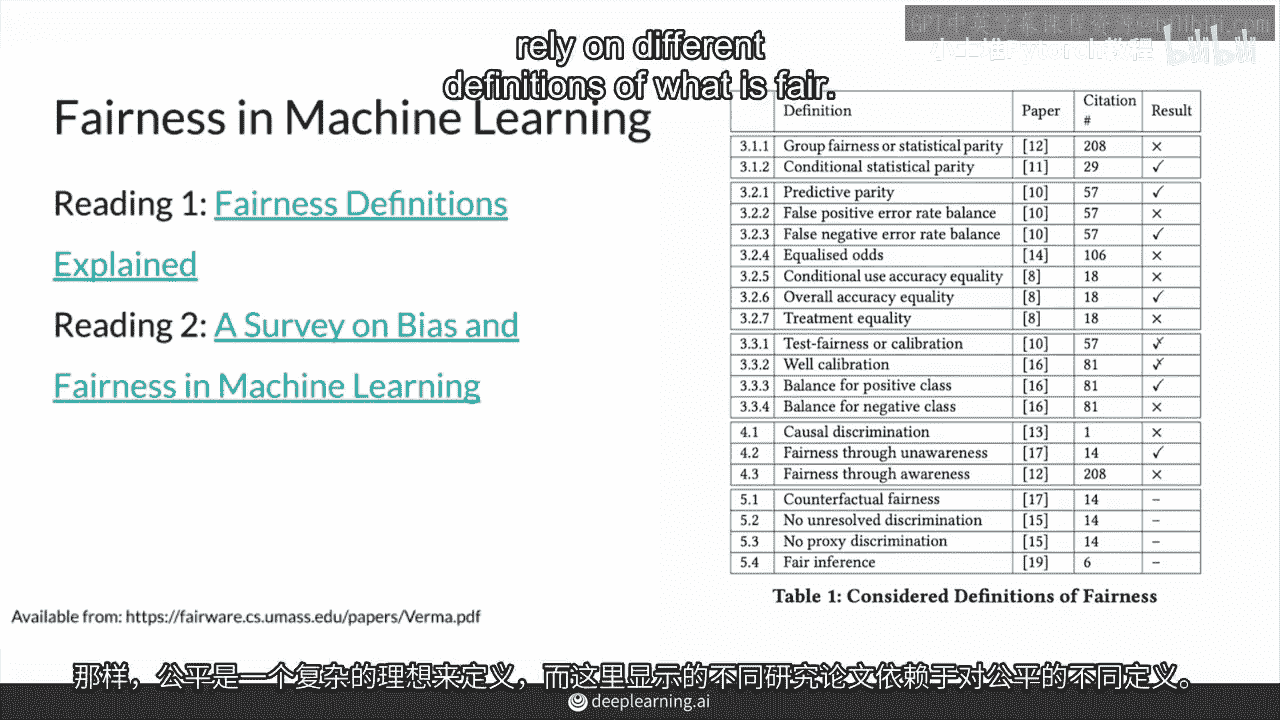 rely on different
definitions of what is fair.
Fairness in Machine Learning
Reading 1: Fairness Definitions
Explained
Reading 2: A Survey on Bias and
Fairness in Machine Learning
Available from: https://fairware.cs.umass.edu/papers/Verma.pdf
Definition Paper Citation # Result
3.1.1 Group fairness or statistical parity [12] 208 ×
3.1.2 Conditional statistical parity [11] 29 ✓
3.2.1 Predictive parity [10] 57 ✓
3.2.2 False positive error rate balance [10] 57 ×
3.2.3 False negative error rate balance [10] 57 ✓
3.2.4 Equalised odds [14] 106 ×
3.2.5 Conditional use accuracy equality [8] 18 ×
3.2.6 Overall accuracy equality [8] 18 ✓
3.2.7 Treatment equality [8] 18 ×
3.3.1 Test-fairness or calibration [10] 57 ✓̸
3.3.2 Well calibration [16] 81 ✓̸
3.3.3 Balance for positive class [16] 81 ✓
3.3.4 Balance for negative class [16] 81 ×
4.1 Causal discrimination [13] 1 ×
4.2 Fairness through unawareness [17] 14 ✓
4.3 Fairness through awareness [12] 208 ×
5.1 Counterfactual fairness [17] 14 –
5.2 No unresolved discrimination [15] 14 –
5.3 No proxy discrimination [15] 14 –
5.4 Fair inference [19] 6 –
Table 1: Considered Definitions of Fairness
那样，公平是一个复杂的理想来定义，而这里显示的不同研究论文依赖于对公平的不同定义。
deeplearning.ai